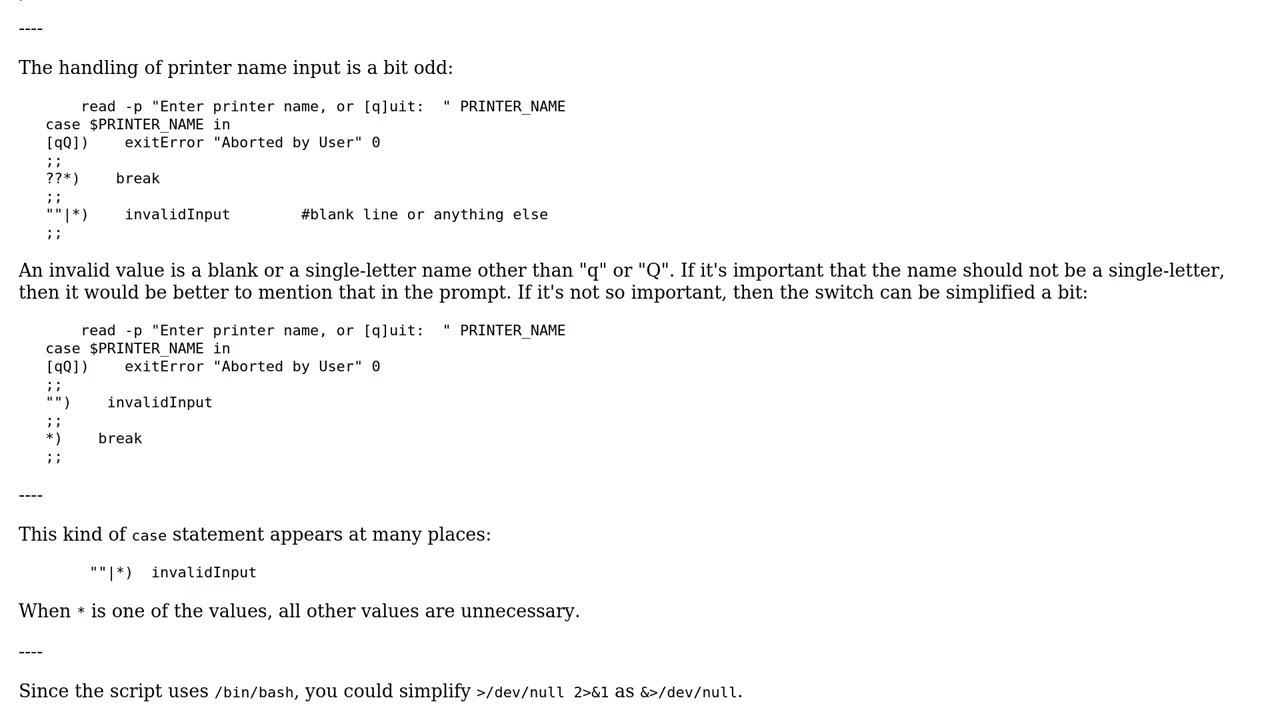 ----
The handling of printer name input is a bit odd:
    read -p "Enter printer name, or [q]uit:  " PRINTER_NAME
case $PRINTER_NAME in
[qQ])    exitError "Aborted by User" 0
;;
??*)    break
;;
""|*)    invalidInput        #blank line or anything else
;;
An invalid value is a blank or a single-letter name other than "q" or "Q". If it's important that the name should not be a single-letter,
then it would be better to mention that in the prompt. If it's not so important, then the switch can be simplified a bit:
    read -p "Enter printer name, or [q]uit:  " PRINTER_NAME
case $PRINTER_NAME in
[qQ])    exitError "Aborted by User" 0
;;
"")    invalidInput
;;
*)    break
;;
----
This kind of case statement appears at many places:
     ""|*)  invalidInput
When * is one of the values, all other values are unnecessary.
----
Since the script uses /bin/bash, you could simplify >/dev/null 2>&1 as &>/dev/null.